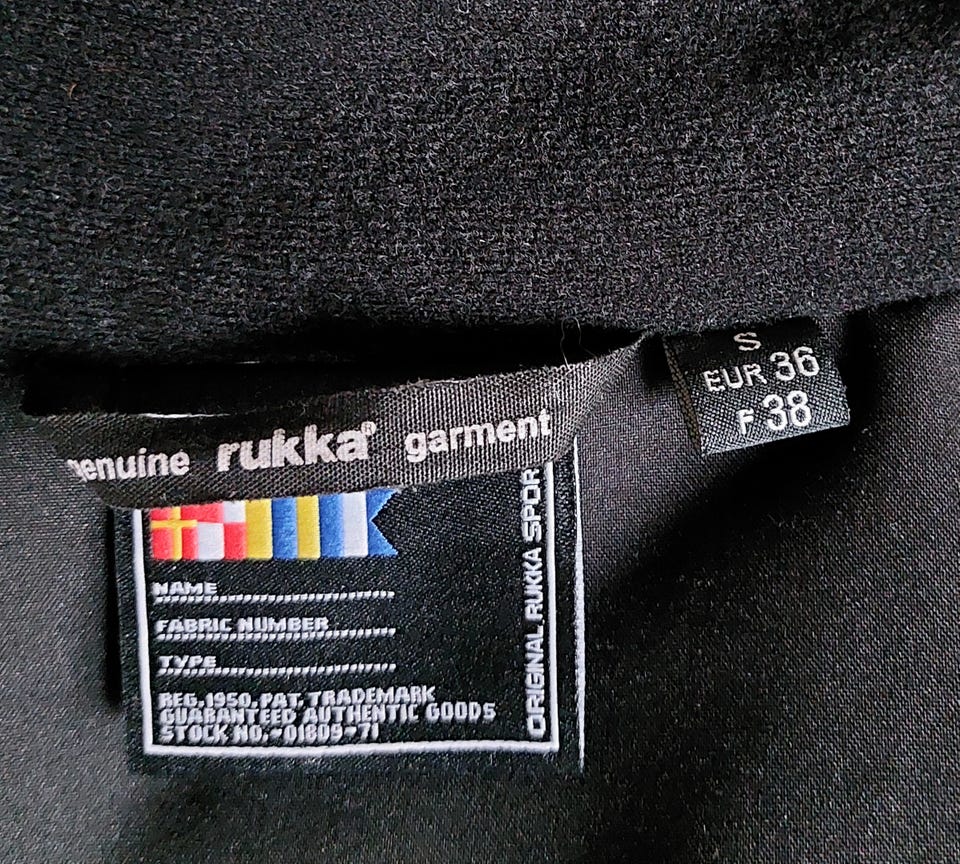 genuine rukka® garment
S
EUR 36
F 38
NAME
FABRIC NUMBER
TYPE
REG. 1950. PAT. TRADEMARK
GUARANTEED AUTHENTIC GOODS
STOCK NO.-01809-71
ORIGINAL RUKKA SPOR